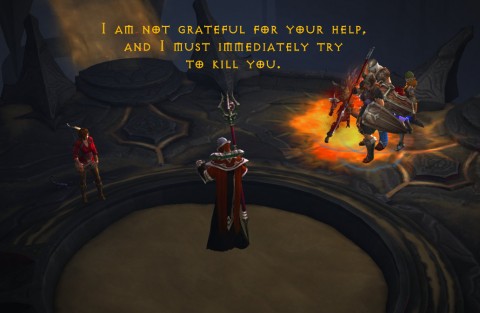 I am not grateful for your help,
and I must immediately try
to kill you.